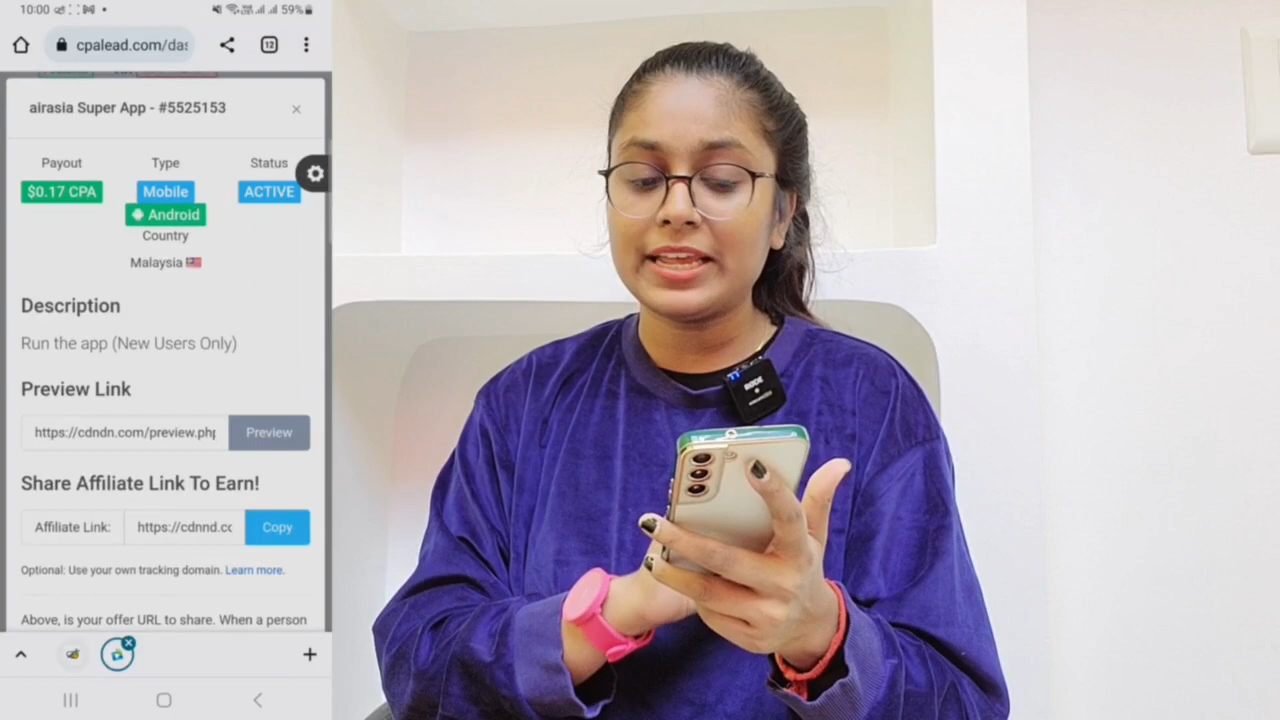 10:00
59%
cpalead.com/das
12
airasia Super App - #5525153
Payout
Type
Status
$0.17 CPA
Mobile
ACTIVE
Android
Country
Malaysia
Description
Run the app (New Users Only)
Preview Link
https://cdndn.com/preview.php
Preview
Share Affiliate Link To Earn!
Affiliate Link:
https://cdnnd.cc
Copy
Optional: Use your own tracking domain. Learn more.
Above, is your offer URL to share. When a person
RØDE